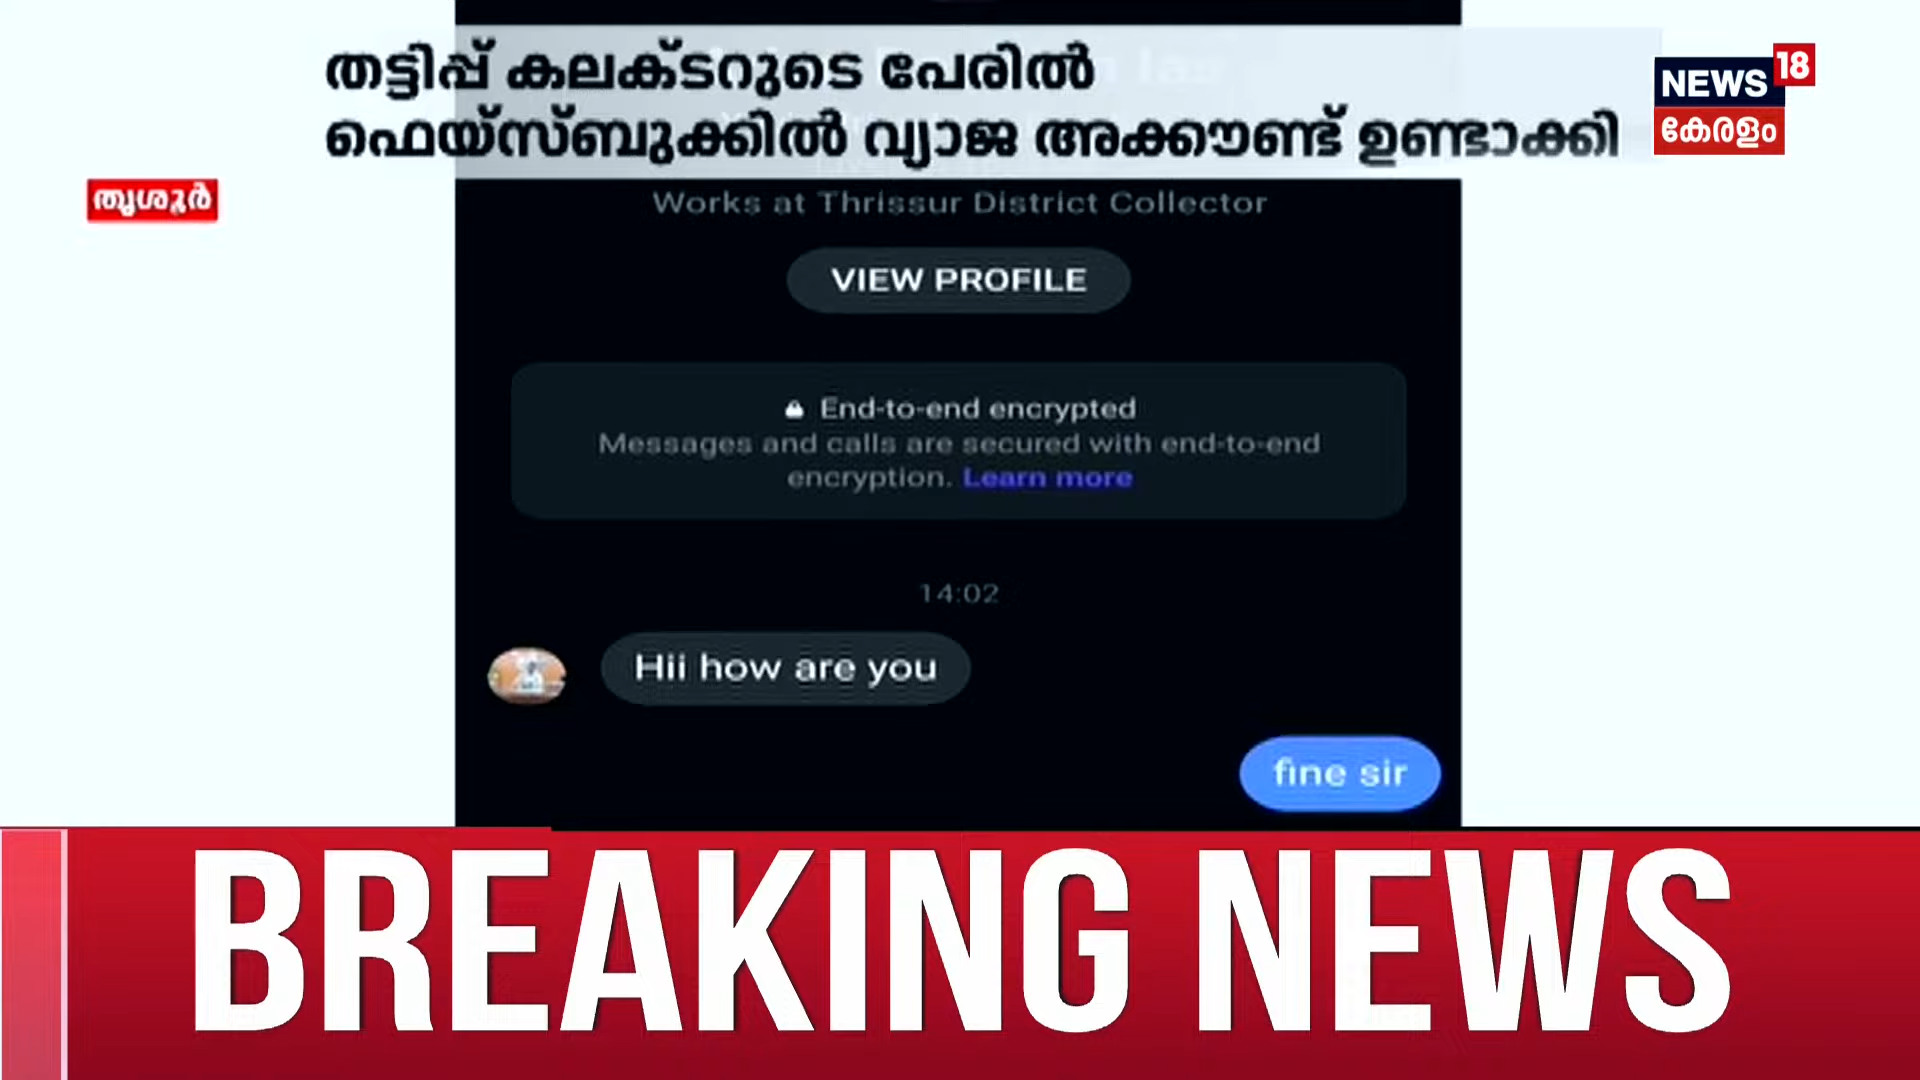 തട്ടിപ്പ് കലക്ടറുടെ പേരിൽ
ഫെയ്സ്ബുക്കിൽ വ്യാജ അക്കൗണ്ട് ഉണ്ടാക്കി
NEWS 18
കേരളം
തൃശൂർ
Works at Thrissur District Collector
VIEW PROFILE
End-to-end encrypted
Messages and calls are secured with end-to-end
encryption. Learn more
14:02
Hii how are you
fine sir
BREAKING NEWS